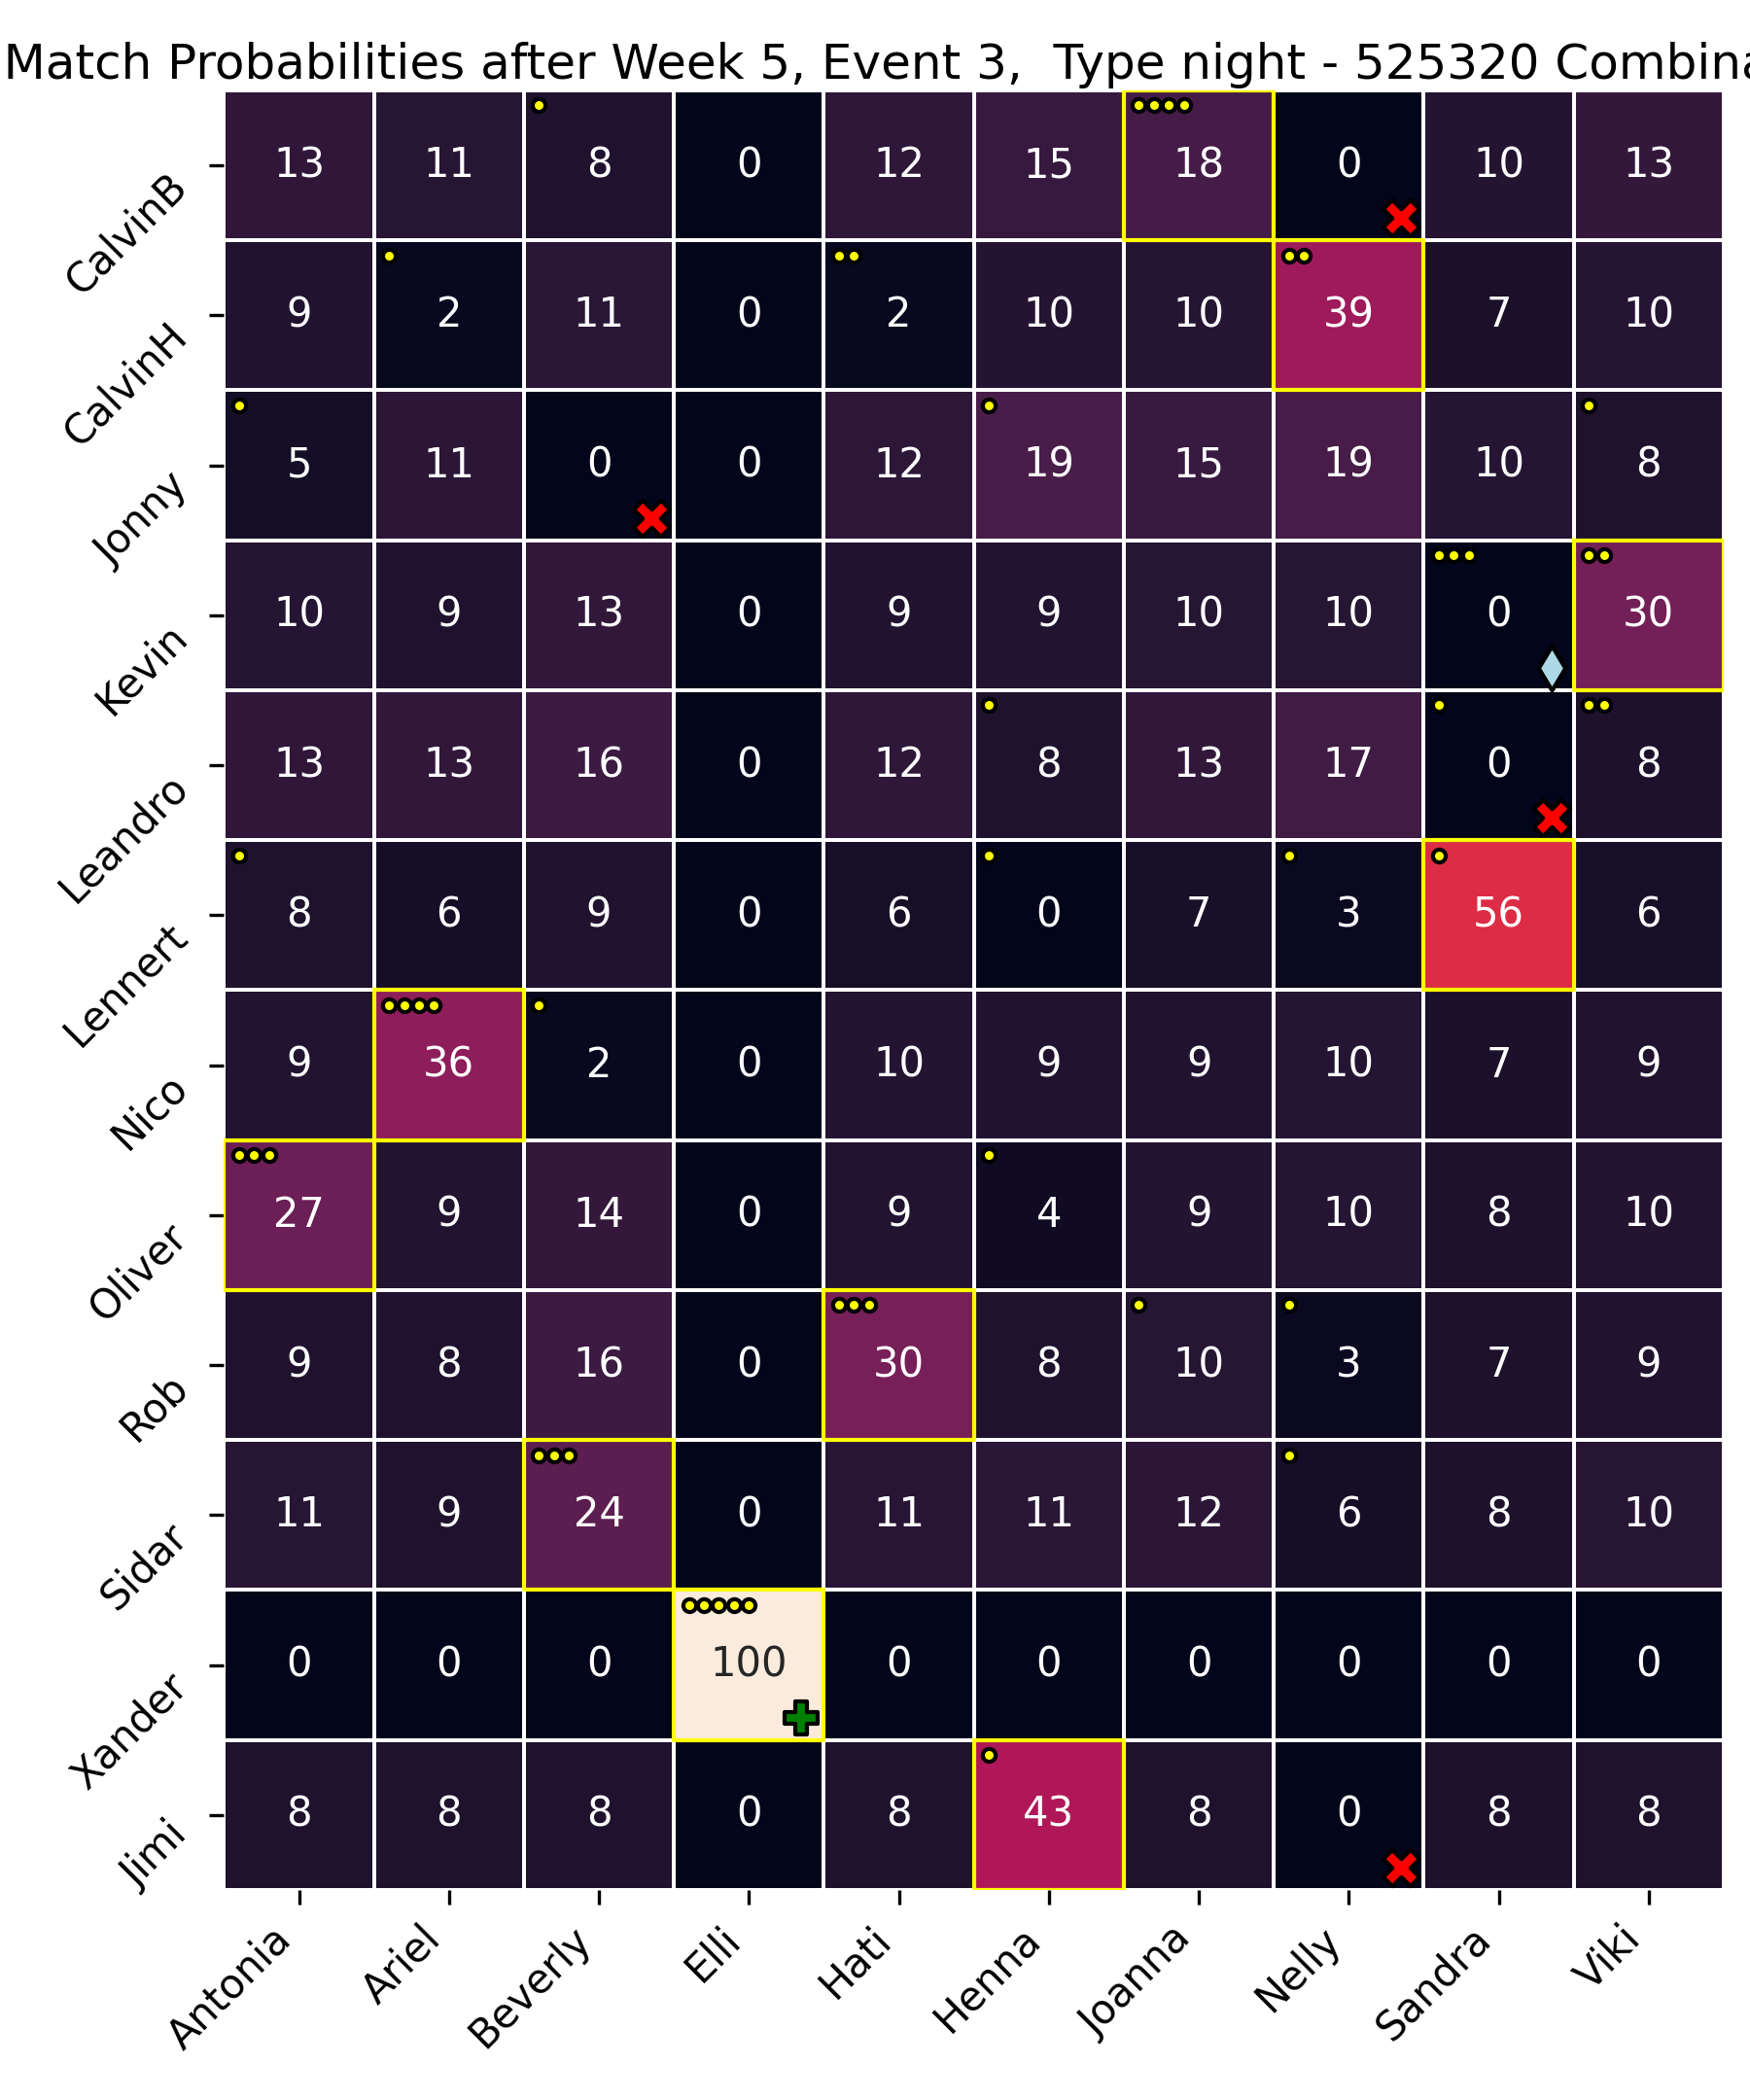 Match Probabilities after Week 5, Event 3, Type night - 525320 Combina
CalvinB 13 11 8 0 12 15 18 0 10 13
CalvinH 9 2 11 0 2 10 10 39 7 10
Jonny 5 11 0 0 12 19 15 19 10 8
Kevin 10 9 13 0 9 9 10 10 0 30
Leandro 13 13 16 0 12 8 13 17 0 8
Lennert 8 6 9 0 6 0 7 3 56 6
Nico 9 36 2 0 10 9 9 10 7 9
Oliver 27 9 14 0 9 4 9 10 8 10
Rob 9 8 16 0 30 8 10 3 7 9
Sidar 11 9 24 0 11 11 12 6 8 10
Xander 0 0 0 100 0 0 0 0 0 0
Jimi 8 8 8 0 8 43 8 0 8 8
Antonia Ariel Beverly Elli Hati Henna Joanna Nelly Sandra Viki